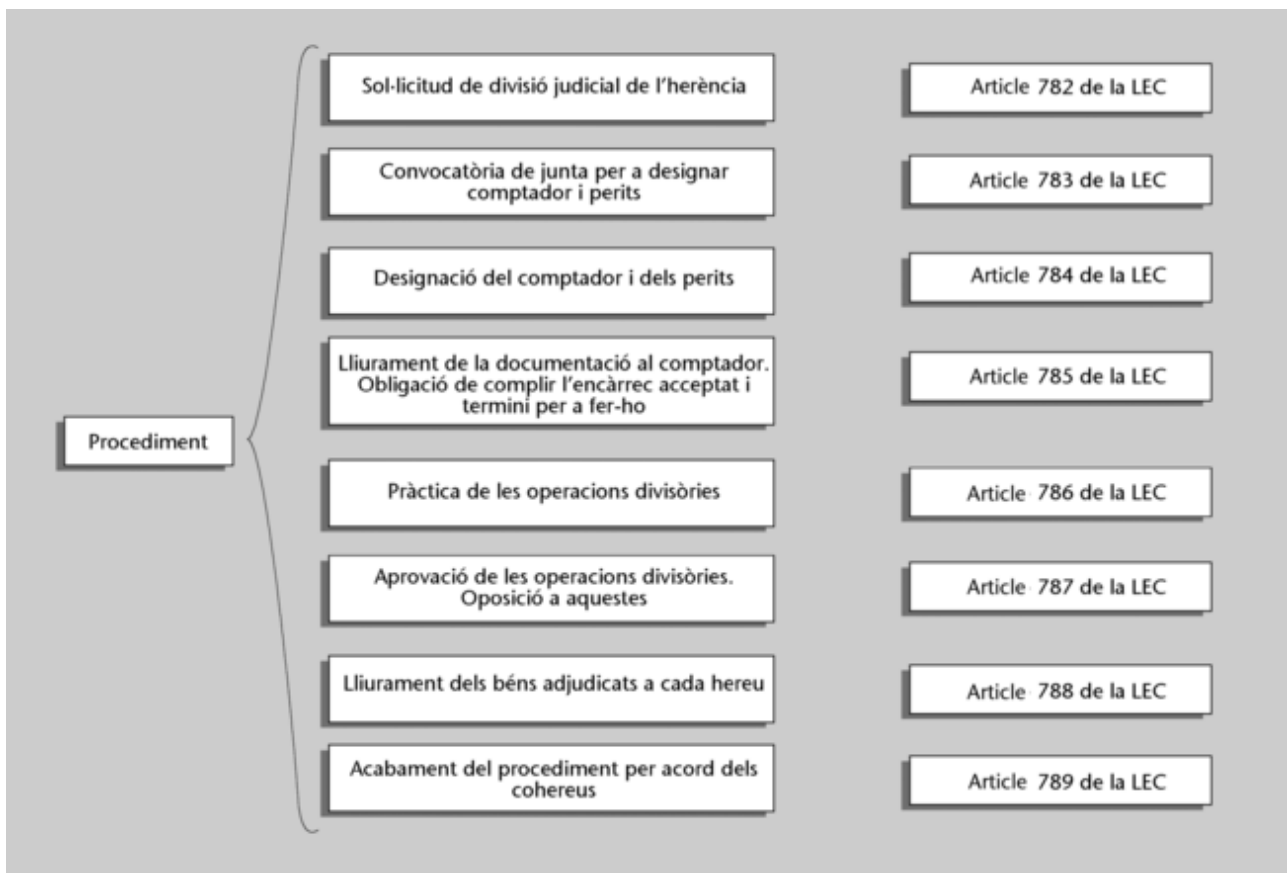 Sol·licitud de divisió judicial de l'herència
Article 782 de la LEC
Convocatòria de junta per a designar
comptador i perits
Article 783 de la LEC
Designació del comptador i dels perits
Article 784 de la LEC
Lliurament de la documentació al comptador.
Obligació de complir l'encàrrec acceptat i
termini per a fer-ho
Article 785 de la LEC
Procediment
Pràctica de les operacions divisòries
Article 786 de la LEC
Aprovació de les operacions divisòries.
Oposició a aquestes
Article 787 de la LEC
Lliurament dels béns adjudicats a cada hereu
Article 788 de la LEC
Acabament del procediment per acord dels
cohereus
Article 789 de la LEC